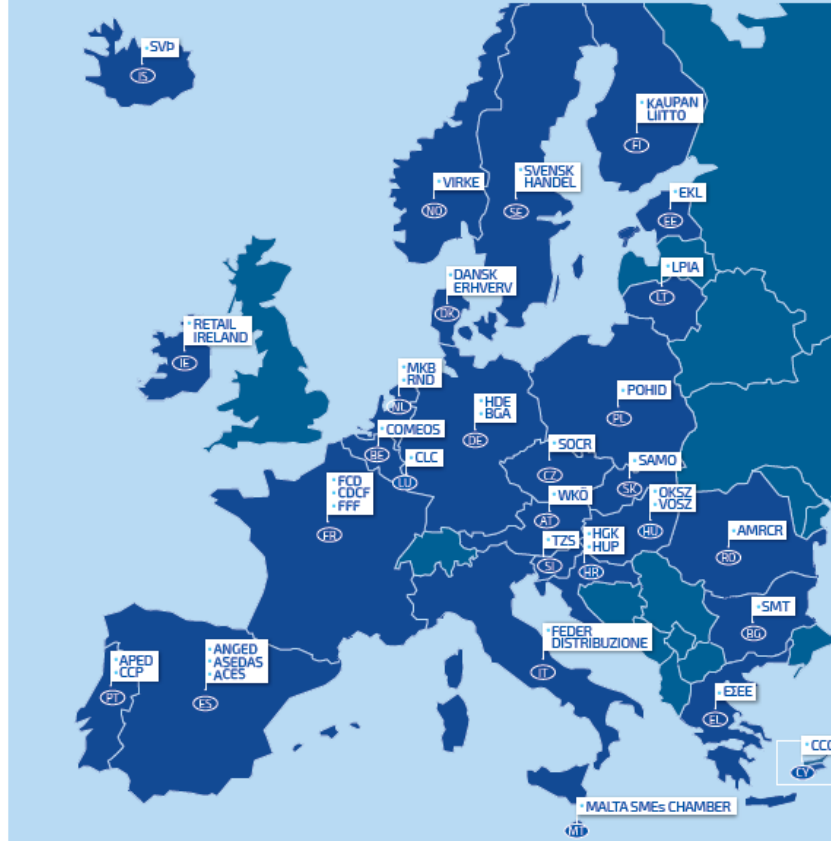 SVÞ
IS
KAUPAN
LIITTO
FI
VIRKE
NO
SVENSK
HANDEL
SE
EKL
EE
LPIA
LT
DANSK
ERHVERV
DK
RETAIL
IRELAND
IE
MKB
RND
NL
HDE
BGA
DE
POHID
PL
COMEOS
BE
CLC
LU
SOCR
CZ
SAMO
SK
FCD
CDCF
FFF
FR
WKÖ
AT
OKSZ
VOSZ
HU
TZS
SI
HGK
HUP
HR
AMRCR
RO
SMT
BG
APED
CCP
PT
ANGED
ASEDAS
ACES
ES
FEDER
DISTRIBUZIONE
IT
ΕΣΕΕ
EL
CY
MALTA SMEs CHAMBER
MT